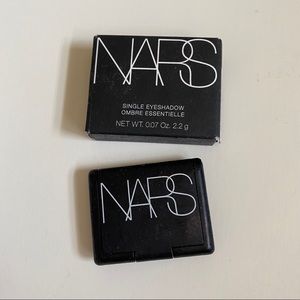 NARS
SINGLE EYESHADOW
OMBRE ESSENTIELLE
NET WT. 0.07 Oz. 2.2 g
NARS